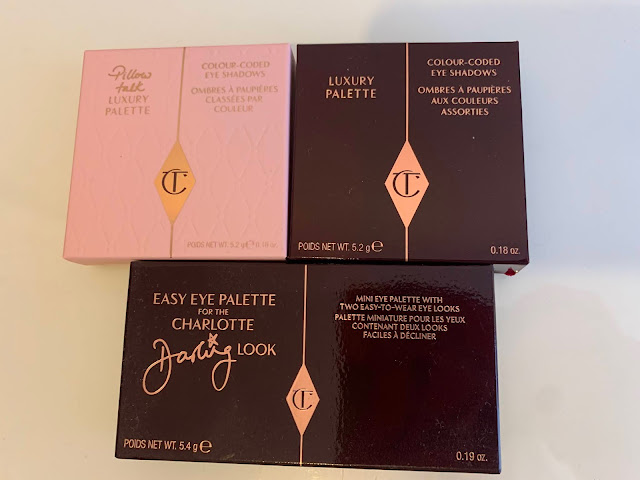 Pillow
talk
LUXURY
PALETTE
COLOUR-CODED
EYE SHADOWS
OMBRES À PAUPIÈRES
CLASSÉES PAR
COULEUR
CT
POIDS NET WT. 5.2 g e 0.18 oz.
LUXURY
PALETTE
COLOUR-CODED
EYE SHADOWS
OMBRES À PAUPIÈRES
AUX COULEURS
ASSORTIES
CT
POIDS NET WT. 5.2 g e
0.18 oz.
EASY EYE PALETTE
FOR THE
CHARLOTTE
Darling LOOK
MINI EYE PALETTE WITH
TWO EASY-TO-WEAR EYE LOOKS
PALETTE MINIATURE POUR LES YEUX
CONTENANT DEUX LOOKS
FACILES À DÉCLINER
CT
POIDS NET WT. 5.4 g e
0.19 oz.